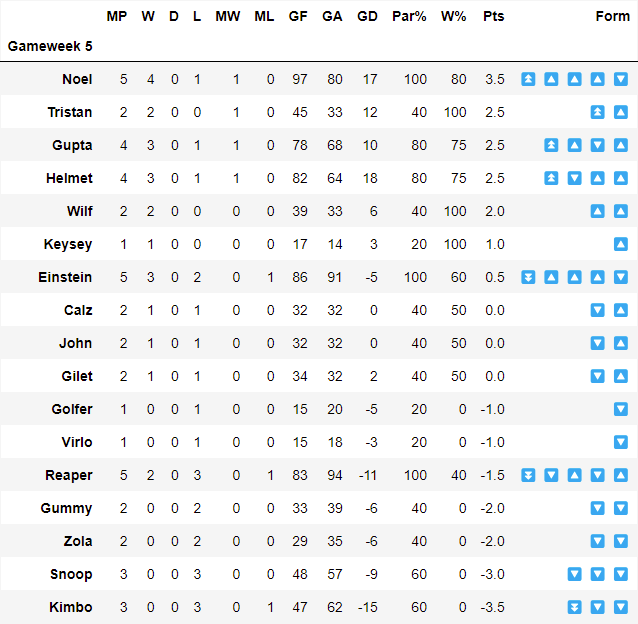 MP W D L MW ML GF GA GD Par% W% Pts Form
Gameweek 5
Noel 5 4 0 1 1 0 97 80 17 100 80 3.5 ⏫ 🔼 🔼 🔼 🔽
Tristan 2 2 0 0 1 0 45 33 12 40 100 2.5 ⏫ 🔼
Gupta 4 3 0 1 1 0 78 68 10 80 75 2.5 ⏫ 🔼 🔽 🔼
Helmet 4 3 0 1 1 0 82 64 18 80 75 2.5 ⏫ 🔽 🔼 🔼
Wilf 2 2 0 0 0 0 39 33 6 40 100 2.0 🔼 🔼
Keysey 1 1 0 0 0 0 17 14 3 20 100 1.0 🔼
Einstein 5 3 0 2 0 1 86 91 -5 100 60 0.5 ⏬ 🔼 🔼 🔼 🔽
Calz 2 1 0 1 0 0 32 32 0 40 50 0.0 🔽 🔼
John 2 1 0 1 0 0 32 32 0 40 50 0.0 🔽 🔼
Gilet 2 1 0 1 0 0 34 32 2 40 50 0.0 🔽 🔼
Golfer 1 0 0 1 0 0 15 20 -5 20 0 -1.0 🔽
Virlo 1 0 0 1 0 0 15 18 -3 20 0 -1.0 🔽
Reaper 5 2 0 3 0 1 83 94 -11 100 40 -1.5 ⏬ 🔽 🔼 🔽 🔼
Gummy 2 0 0 2 0 0 33 39 -6 40 0 -2.0 🔽 🔽
Zola 2 0 0 2 0 0 29 35 -6 40 0 -2.0 🔽 🔽
Snoop 3 0 0 3 0 0 48 57 -9 60 0 -3.0 🔽 🔽 🔽
Kimbo 3 0 0 3 0 1 47 62 -15 60 0 -3.5 ⏬ 🔽 🔽